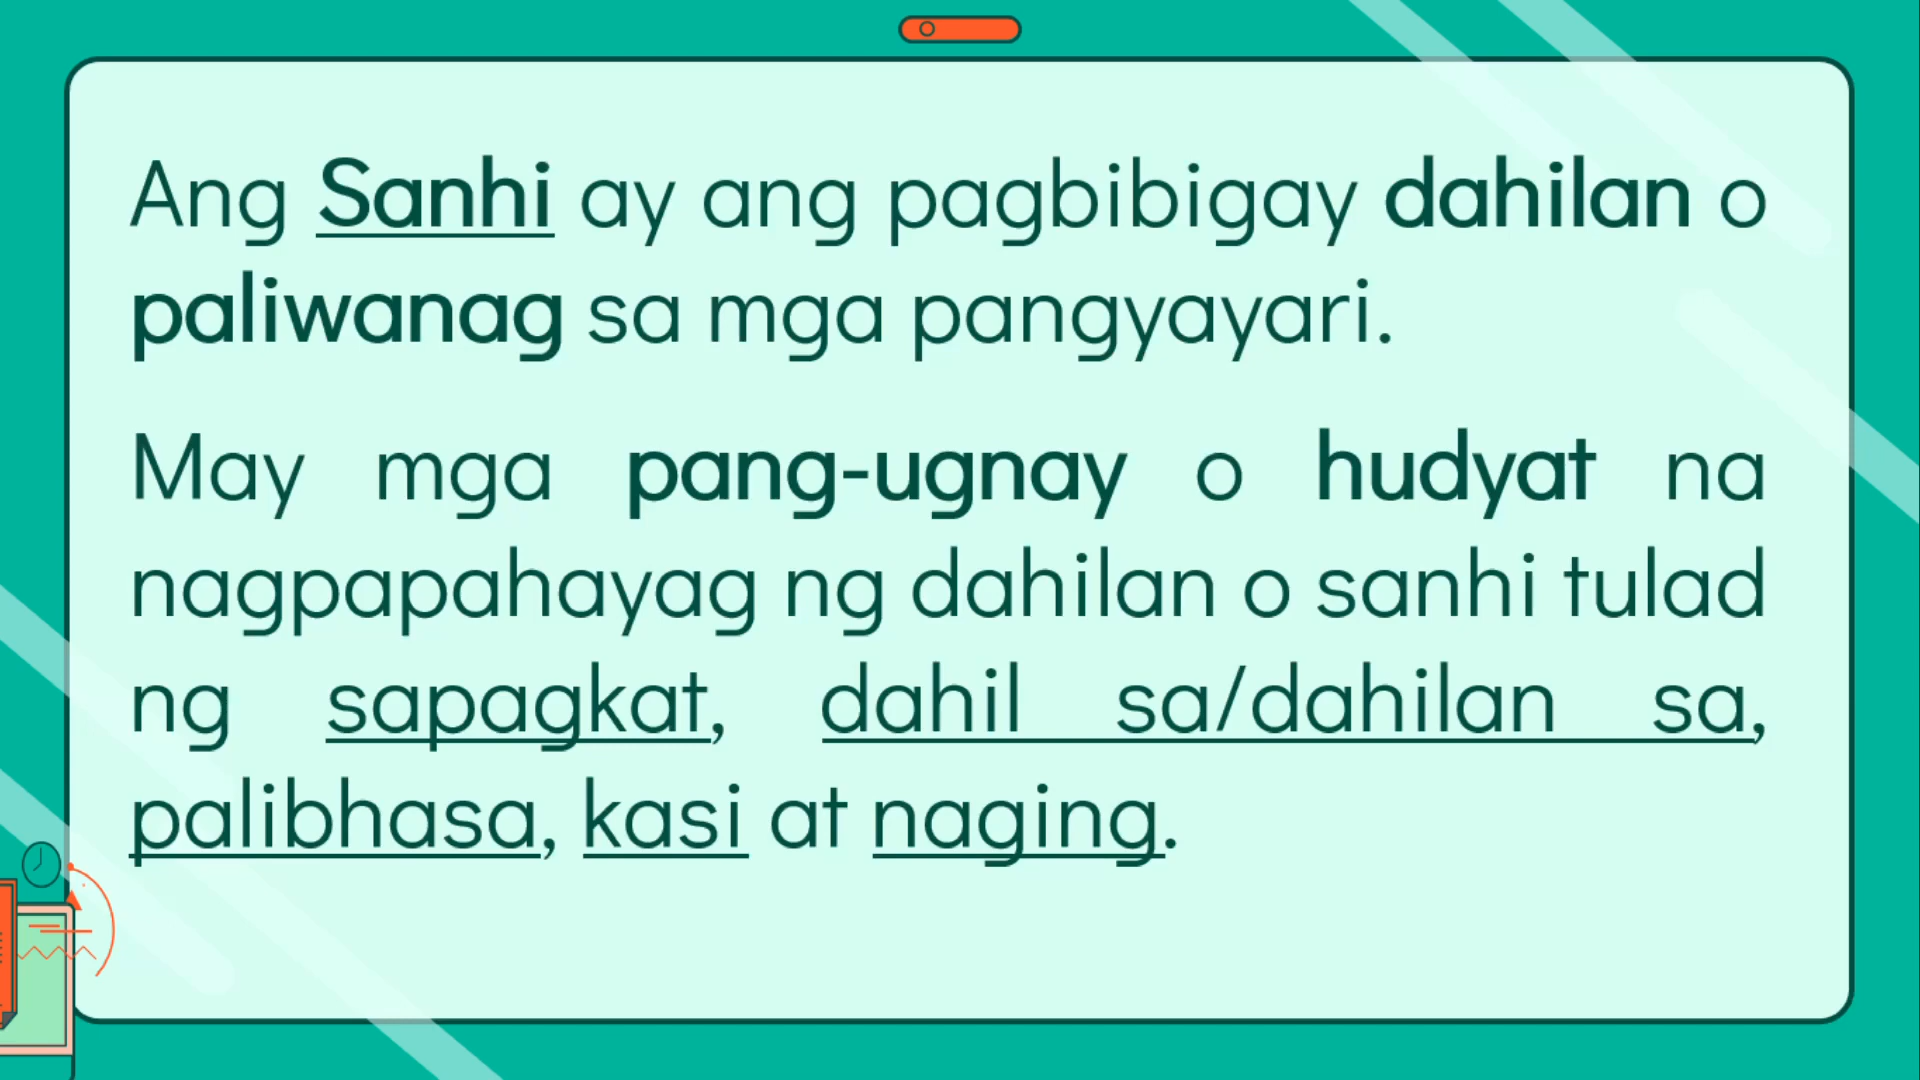 Ang Sanhi ay ang pagbibigay dahilan o
paliwanag sa mga pangyayari.
May mga pang-ugnay o hudyat na
nagpapahayag ng dahilan o sanhi tulad
ng sapagkat, dahil sa/dahilan sa,
palibhasa, kasi at naging.